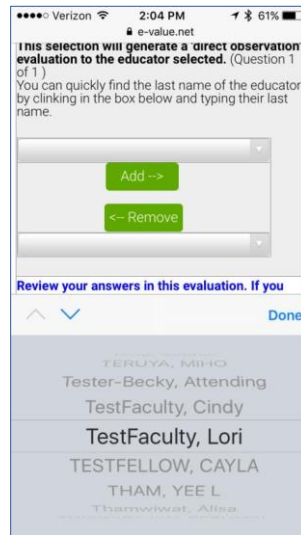 Verizon 2:04 PM 61%
e-value.net
This selection will generate a 'direct observation'
evaluation to the educator selected. (Question 1
of 1 )
You can quickly find the last name of the educator
by clinking in the box below and typing their last
name.
Add -->
<-- Remove
Review your answers in this evaluation. If you
Done
TERUYA, MIHO
Tester-Becky, Attending
TestFaculty, Cindy
TestFaculty, Lori
TESTFELLOW, CAYLA
THAM, YEE L
Thamwiwat, Alisa